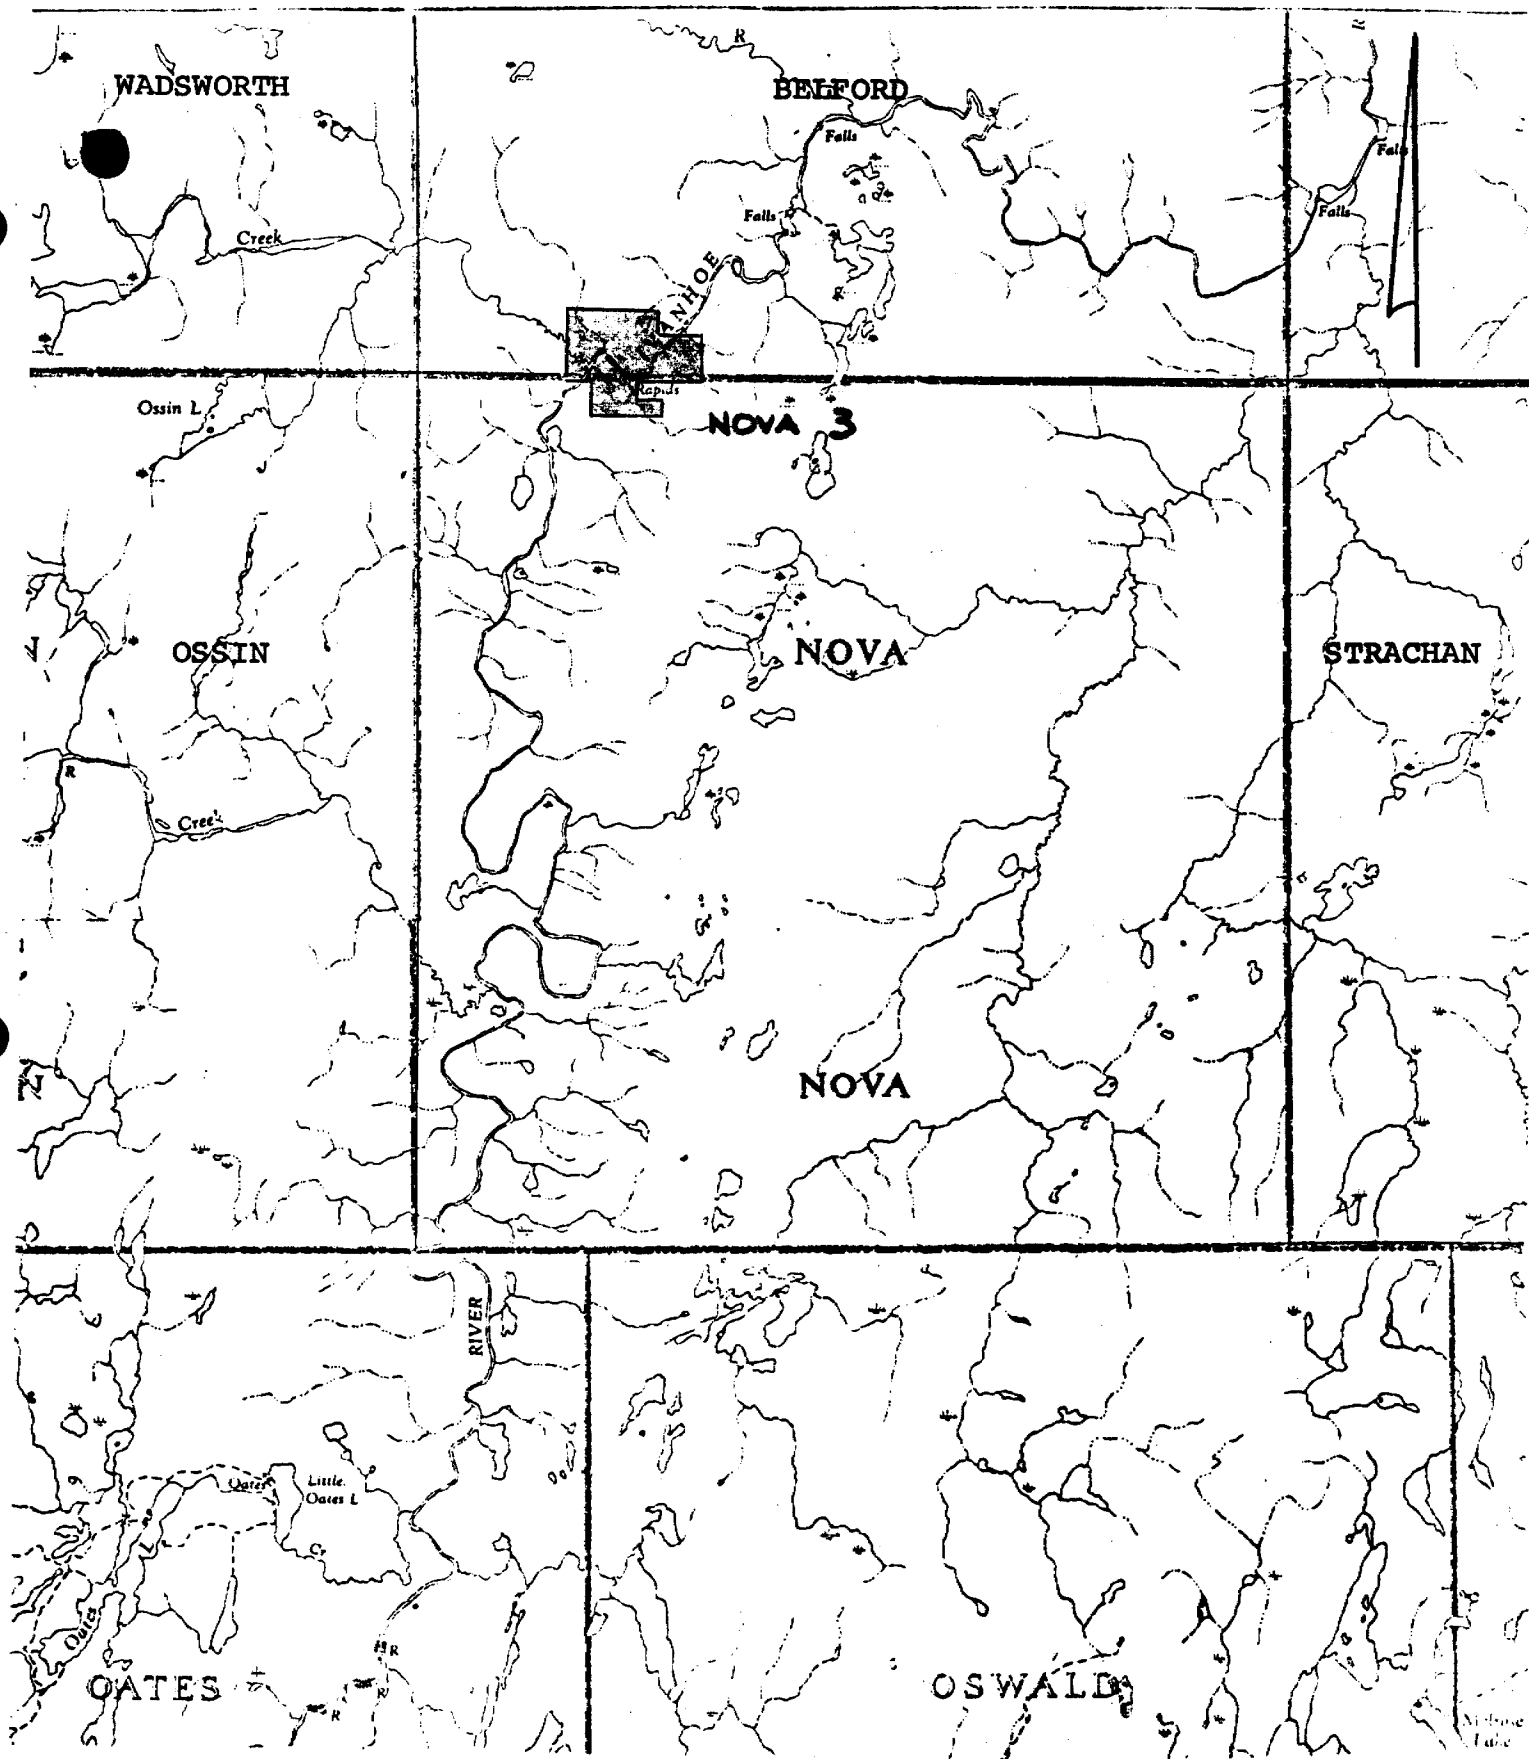 R
WADSWORTH
BELFORD
Falls
Falls
Falls
Falls
Creek
IVANHOE
Rapids
Ossin L
NOVA 3
OSSIN
NOVA
STRACHAN
R
Creek
NOVA
RIVER
Oates
Little
Oates L
Cr
Oates
R
R
R
OATES
OSWALD